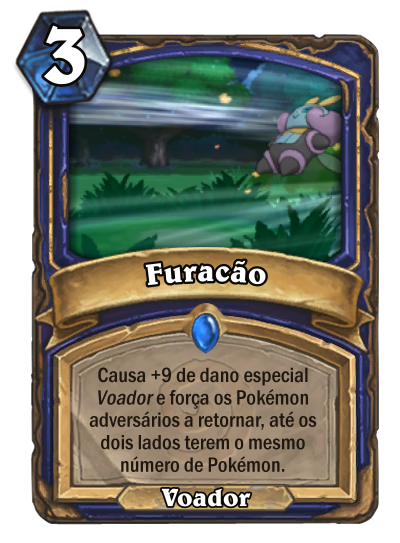 3
Furacão
Causa +9 de dano especial
Voador e força os Pokémon
adversários a retornar, até os
dois lados terem o mesmo
número de Pokémon.
Voador